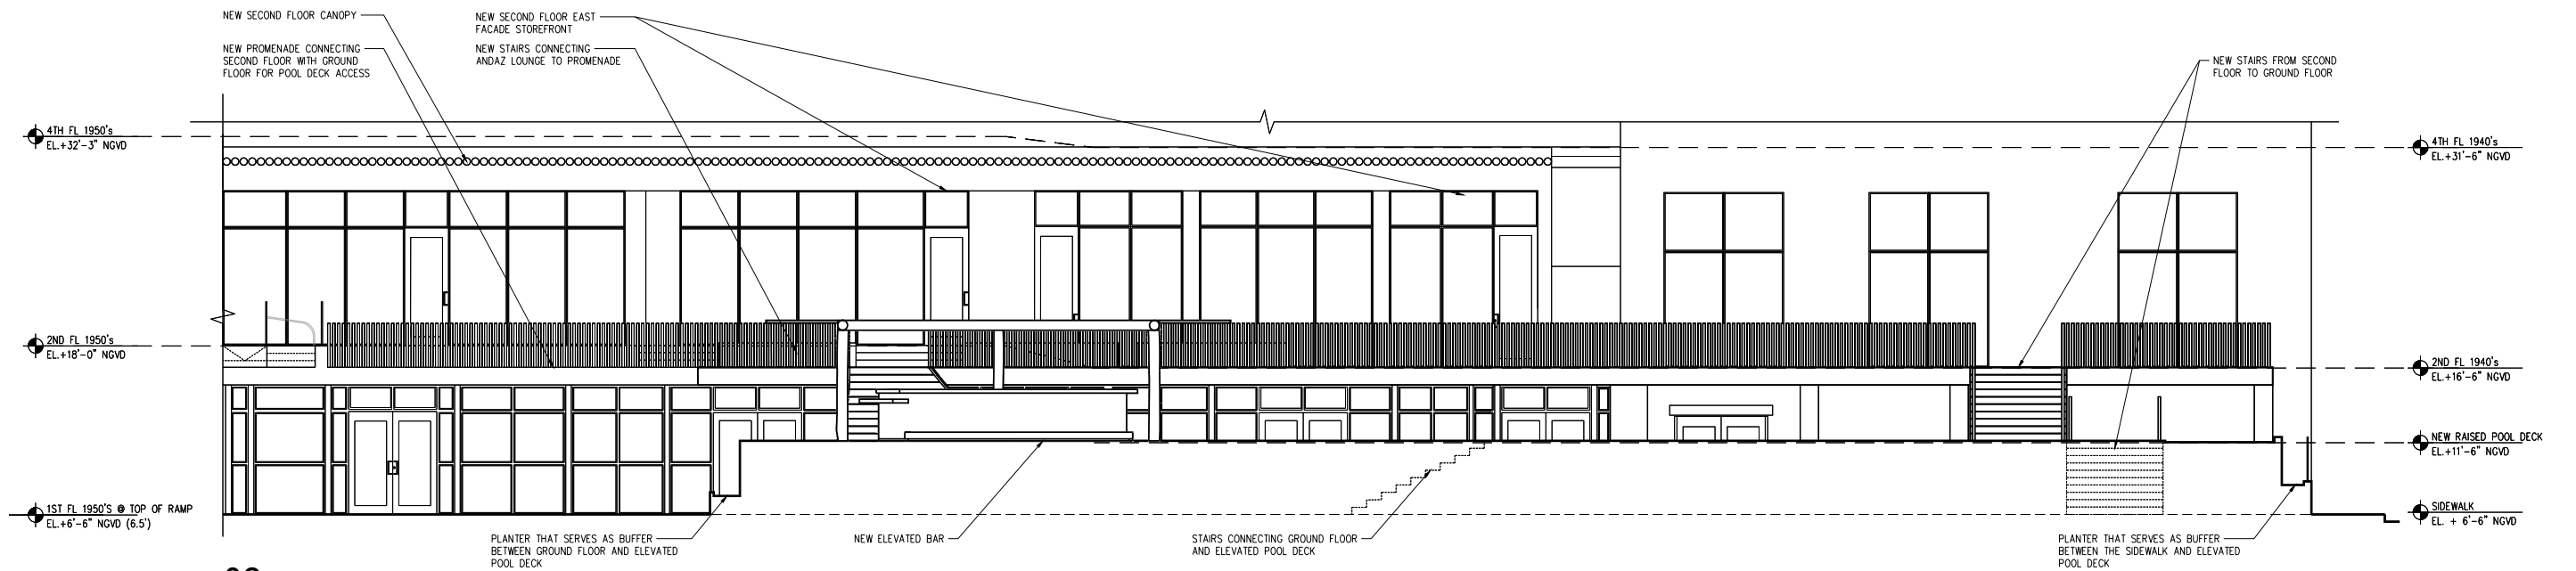 NEW SECOND FLOOR CANOPY
NEW PROMENADE CONNECTING
SECOND FLOOR WITH GROUND
FLOOR FOR POOL DECK ACCESS
NEW SECOND FLOOR EAST
FACADE STOREFRONT
NEW STAIRS CONNECTING
ANDAZ LOUNGE TO PROMENADE
NEW STAIRS FROM SECOND
FLOOR TO GROUND FLOOR
4TH FL 1950's
EL.+32'-3" NGVD
4TH FL 1940's
EL.+31'-6" NGVD
2ND FL 1950's
EL.+18'-0" NGVD
2ND FL 1940's
EL.+16'-6" NGVD
NEW RAISED POOL DECK
EL.+11'-6" NGVD
1ST FL 1950'S @ TOP OF RAMP
EL.+6'-6" NGVD (6.5')
SIDEWALK
EL. + 6'-6" NGVD
PLANTER THAT SERVES AS BUFFER
BETWEEN GROUND FLOOR AND ELEVATED
POOL DECK
NEW ELEVATED BAR
STAIRS CONNECTING GROUND FLOOR
AND ELEVATED POOL DECK
PLANTER THAT SERVES AS BUFFER
BETWEEN THE SIDEWALK AND ELEVATED
POOL DECK